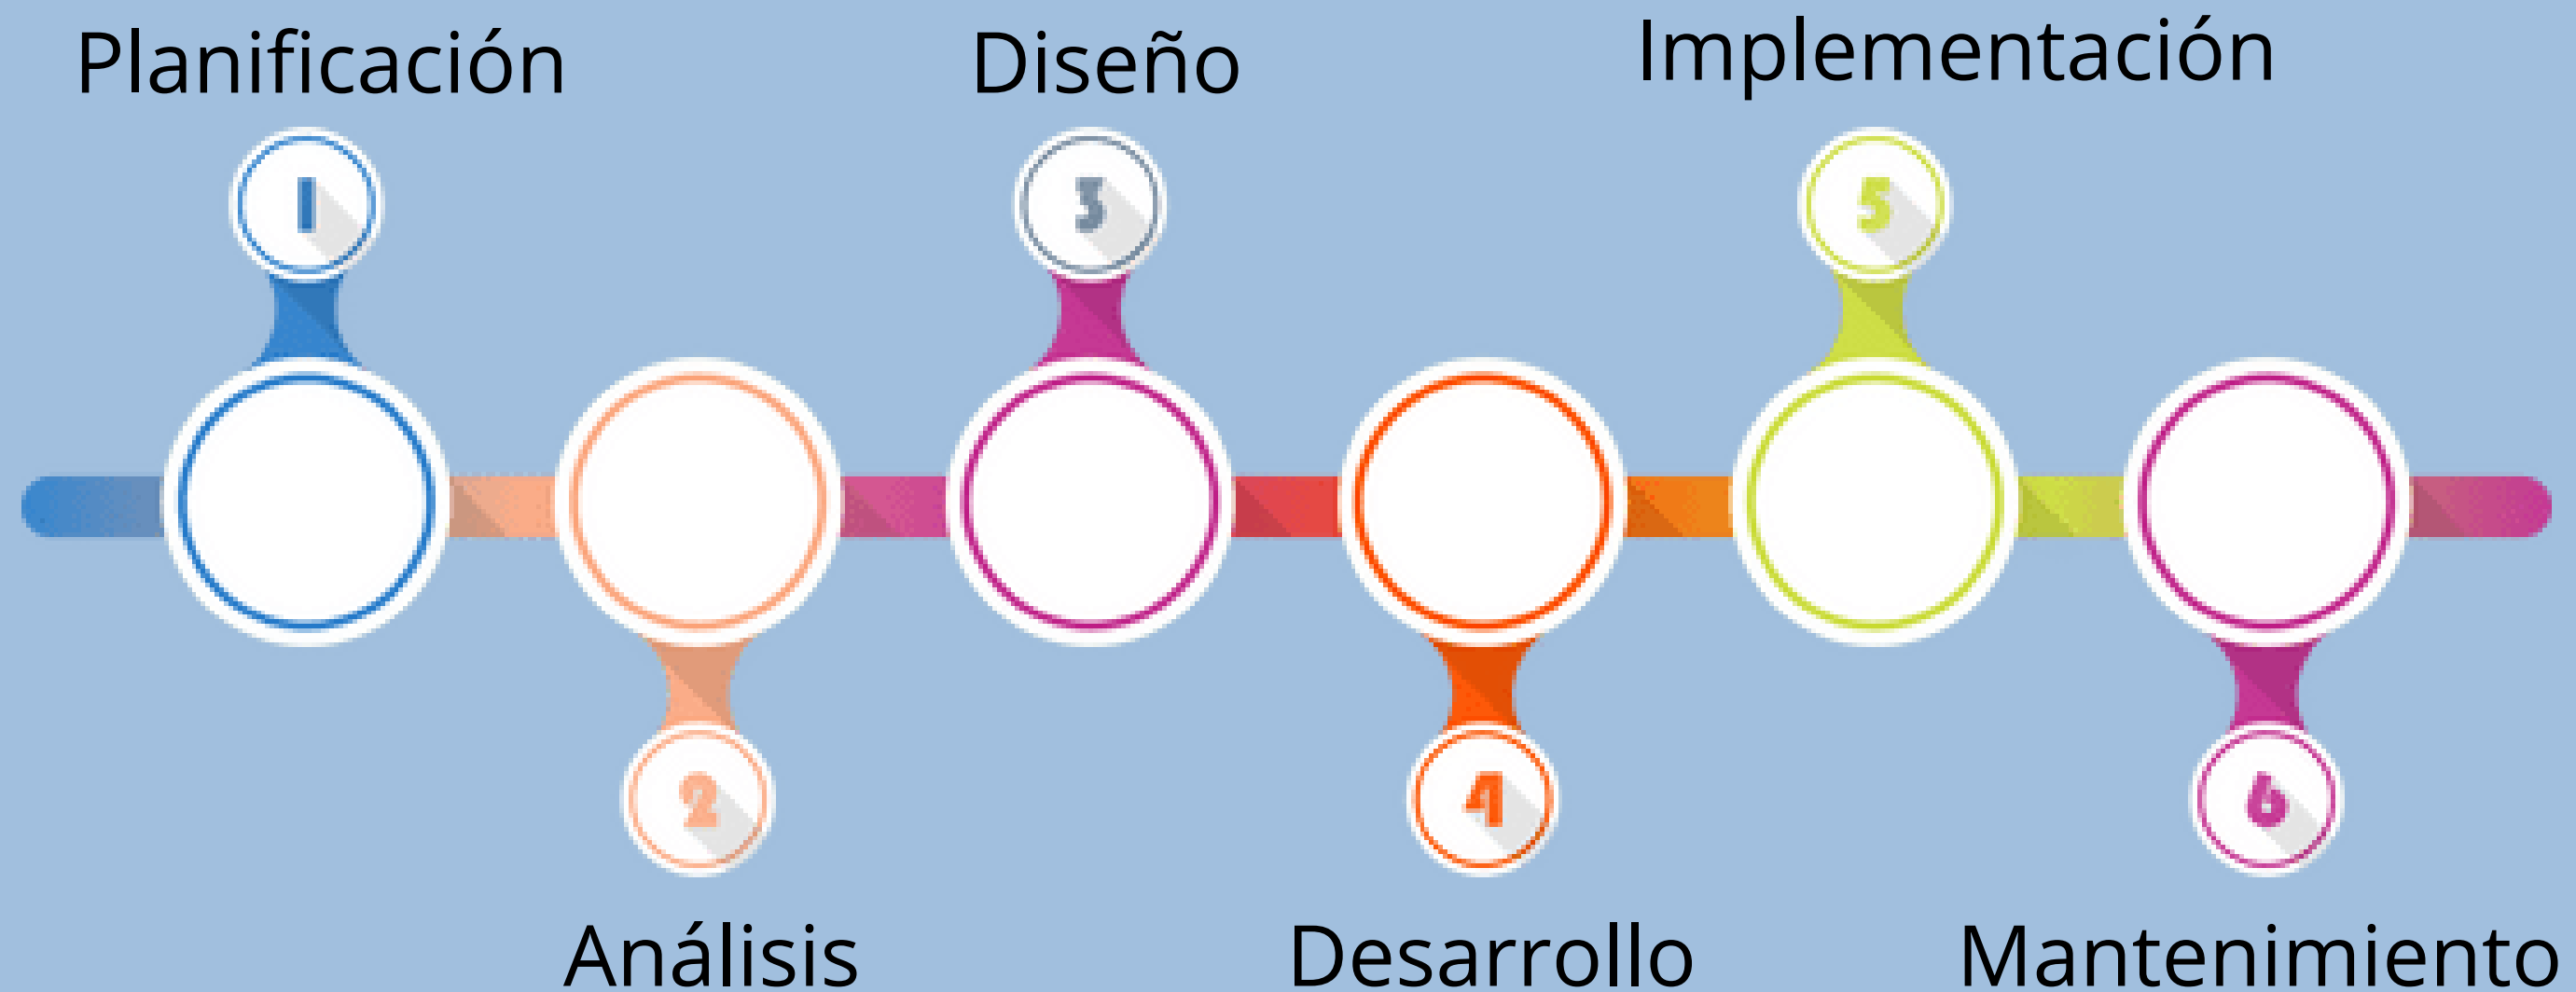 Planificación
Diseño
Implementación
1
3
5
2
4
6
Análisis
Desarrollo
Mantenimiento